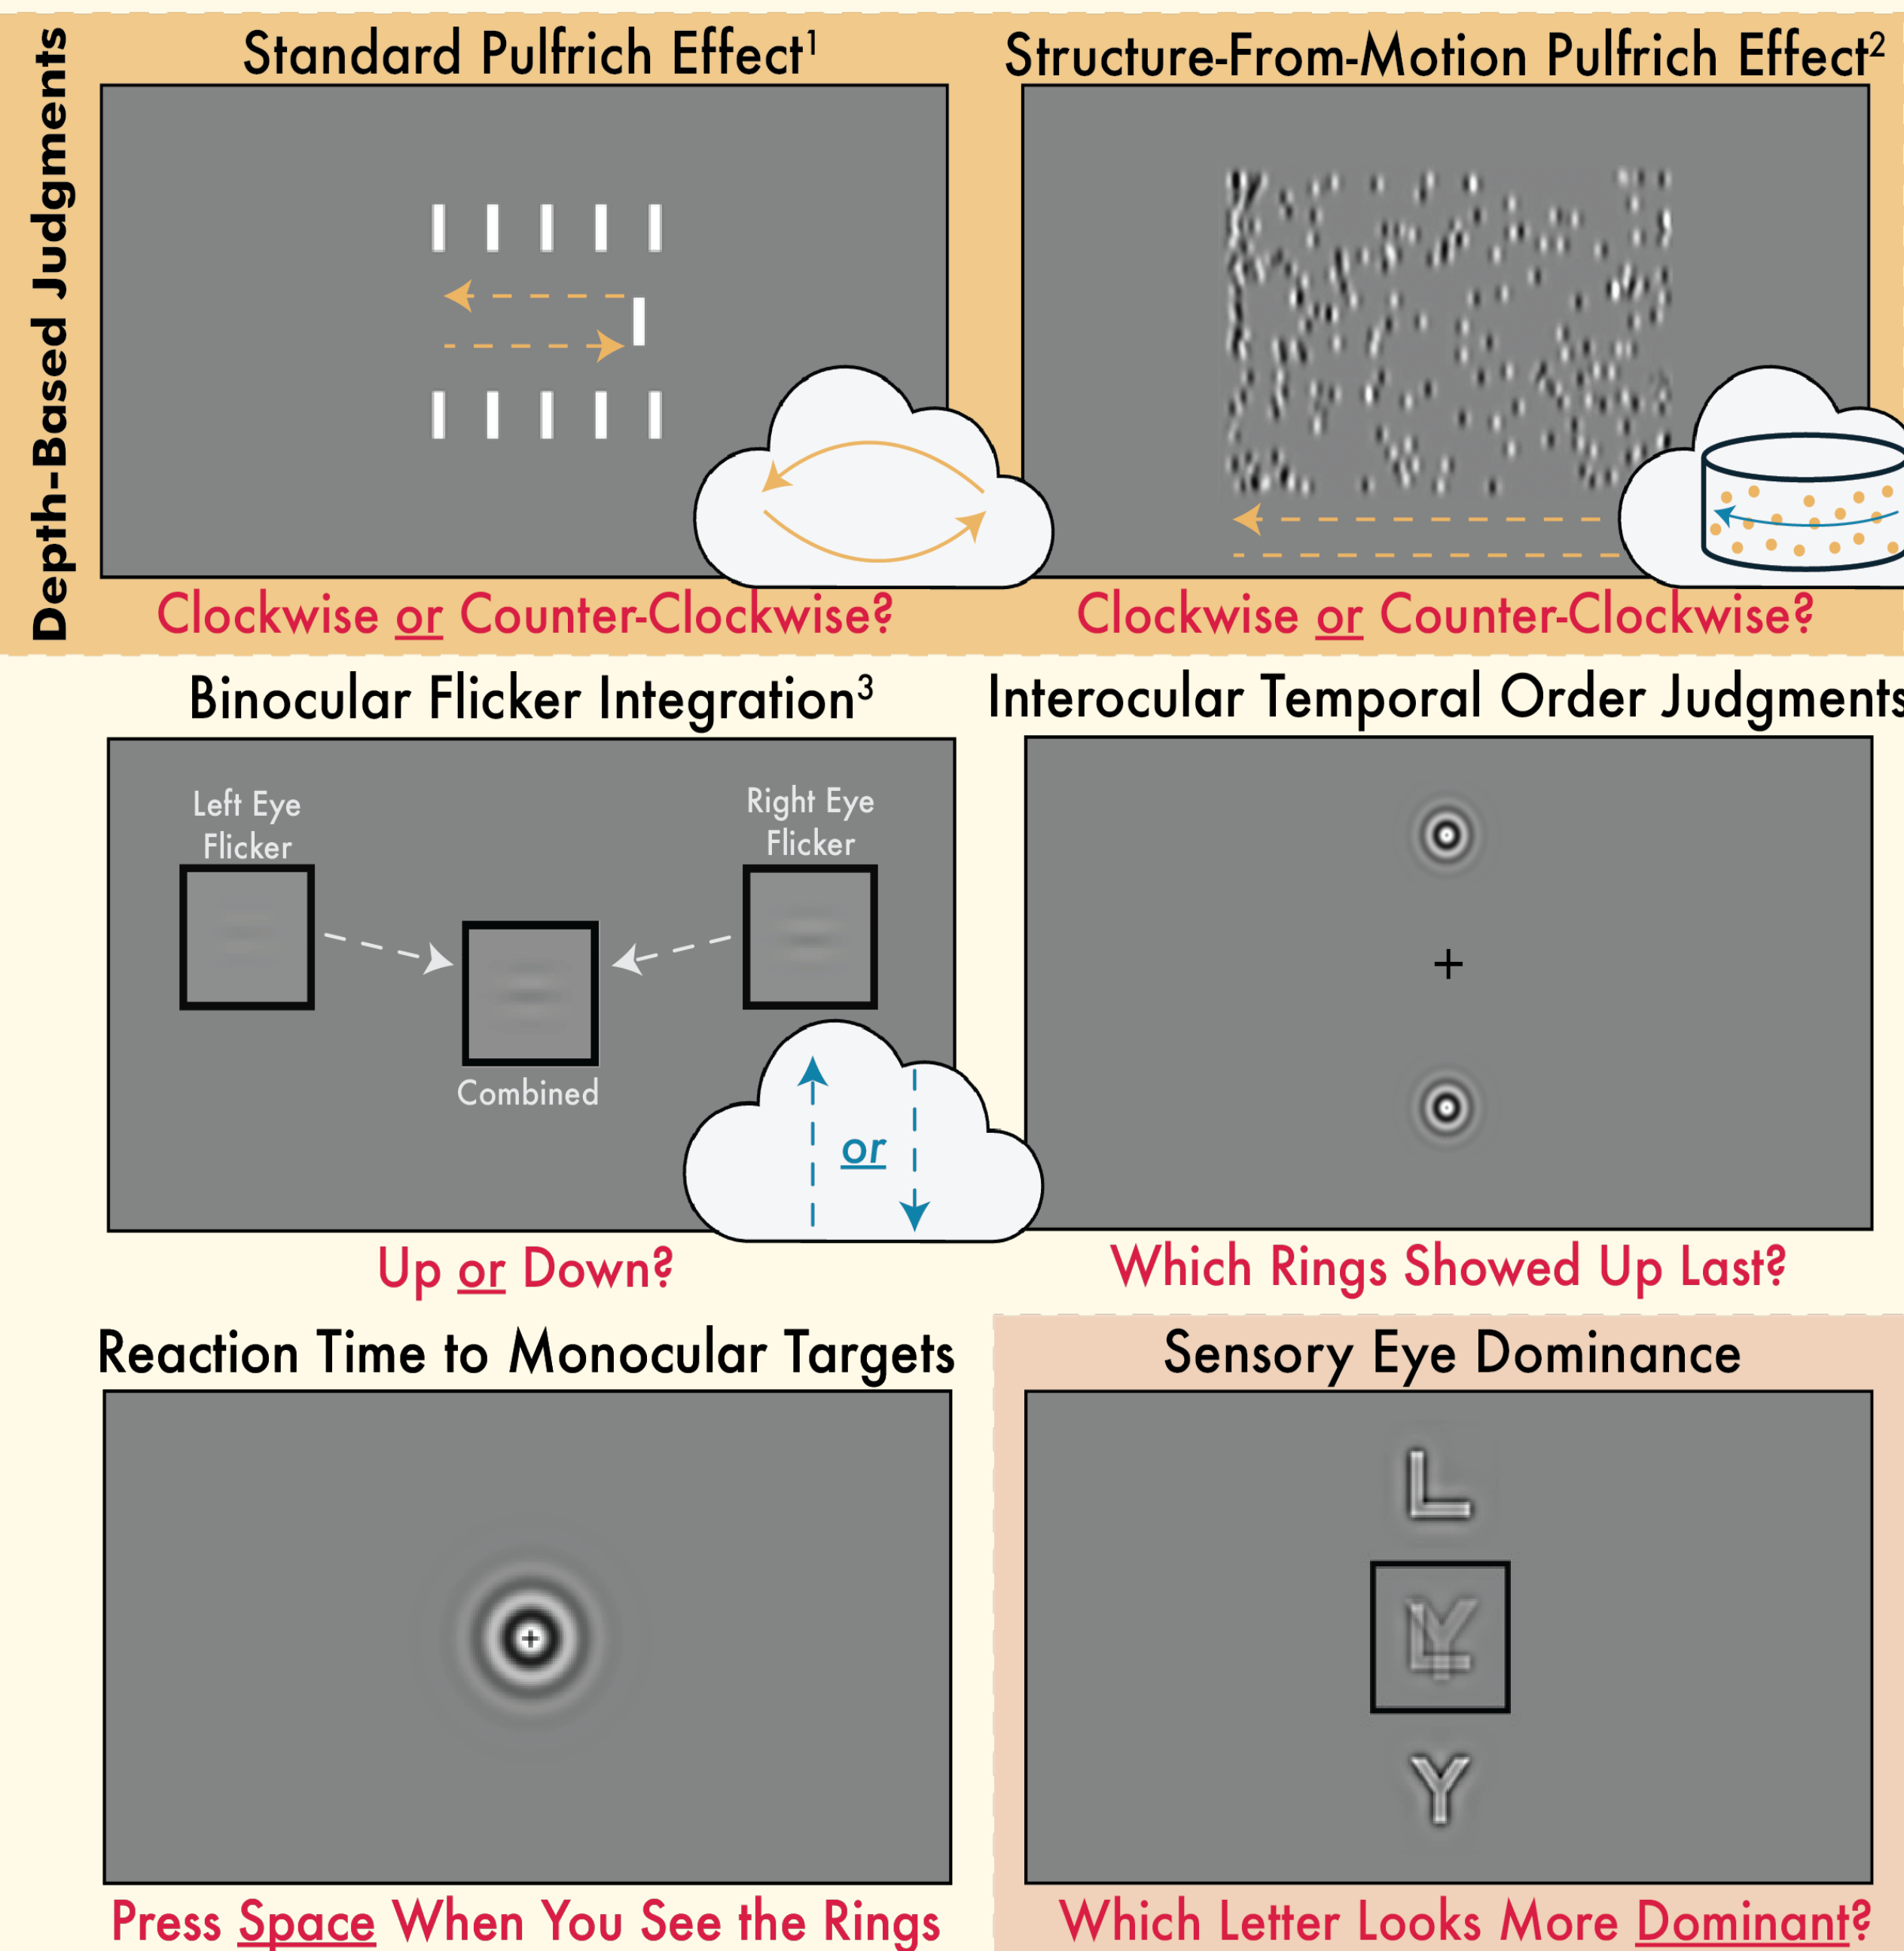 Depth-Based Judgments
Standard Pulfrich Effect¹
Structure-From-Motion Pulfrich Effect²
Clockwise or Counter-Clockwise?
Clockwise or Counter-Clockwise?
Binocular Flicker Integration³
Interocular Temporal Order Judgments
Left Eye
Flicker
Right Eye
Flicker
Combined
or
Up or Down?
Which Rings Showed Up Last?
Reaction Time to Monocular Targets
Sensory Eye Dominance
L
LY
Y
Press Space When You See the Rings
Which Letter Looks More Dominant?